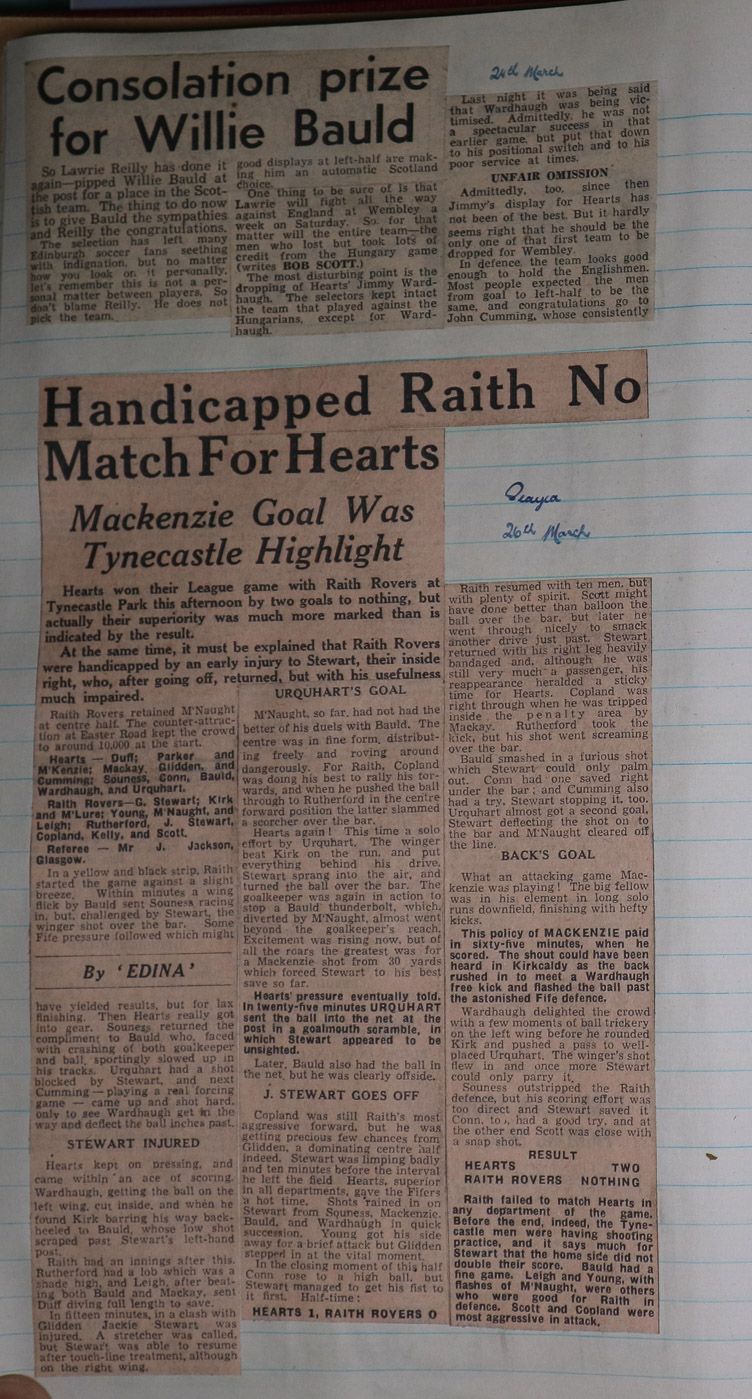 Consolation prize
for Willie Bauld
So Lawrie Reilly has done it
again—pipped Willie Bauld at
the post for a place in the Scot-
tish team. The thing to do now
is to give Bauld the sympathies
and Reilly the congratulations.
The selection has left many
Edinburgh soccer fans seething
with indignation, but no matter
how you look on it personally.
let's remember this is not a per-
sonal matter between players. So
don't blame Reilly. He does not
pick the team.
good displays at left-half are mak-
ing him an automatic Scotland
choice.
One thing to be sure of is that
Lawrie will fight all the way
against England at Wembley a
week on Saturday. So for that
matter will the entire team—the
men who lost but took lots of
credit from the Hungary game
(writes BOB SCOTT.)
The most disturbing point is the
dropping of Hearts' Jimmy Ward-
haugh. The selectors kept intact
the team that played against the
Hungarians, except for Ward-
haugh.
24th March
Last night it was being said
that Wardhaugh was being vic-
timised. Admittedly, he was not
a spectacular success in that
earlier game, but put that down
to his positional switch and to his
poor service at times.
UNFAIR OMISSION
Admittedly, too, since then
Jimmy's display for Hearts has
not been of the best. But it hardly
seems right that he should be the
only one of that first team to be
dropped for Wembley.
In defence, the team looks good
enough to hold the Englishmen.
Most people expected the men
from goal to left-half to be the
same, and congratulations go to
John Cumming, whose consistently
Handicapped Raith No
Match For Hearts
Mackenzie Goal Was
Tynecastle Highlight
26th March
Hearts won their League game with Raith Rovers at
Tynecastle Park this afternoon by two goals to nothing, but
actually their superiority was much more marked than is
indicated by the result.
At the same time, it must be explained that Raith Rovers
were handicapped by an early injury to Stewart, their inside
right, who, after going off, returned, but with his usefulness
much impaired.
Raith Rovers retained M'Naught
at centre half. The counter-attrac-
tion at Easter Road kept the crowd
to around 10,000 at the start.
Hearts — Duff; Parker and
M'Kenzie; Mackay, Glidden, and
Cumming; Souness, Conn, Bauld,
Wardhaugh, and Urquhart.
Raith Rovers—G. Stewart; Kirk
and M'Lure; Young, M'Naught, and
Leigh; Rutherford, J. Stewart,
Copland, Kelly, and Scott.
Referee — Mr J. Jackson,
Glasgow.
In a yellow and black strip, Raith
started the game against a slight
breeze. Within minutes a wing
flick by Bauld sent Souness racing
in, but, challenged by Stewart, the
winger shot over the bar. Some
Fife pressure followed which might
By 'EDINA'
have yielded results, but for lax
finishing. Then Hearts really got
into gear. Souness returned the
compliment to Bauld who, faced
with crashing of both goalkeeper
and ball, sportingly slowed up in
his tracks. Urquhart had a shot
blocked by Stewart, and next
Cumming—playing a real forcing
game — came up and shot hard,
only to see Wardhaugh get in the
way and deflect the ball inches past.
STEWART INJURED
Hearts kept on pressing, and
came within an ace of scoring.
Wardhaugh, getting the ball on the
left wing, cut inside, and when he
found Kirk barring his way back-
heeled to Bauld, whose low shot
scraped past Stewart's left-hand
post.
Raith had an innings after this.
Rutherford had a lob which was a
shade high, and Leigh, after beat-
ing both Bauld and Mackay, sent
Duff diving full length to save.
In fifteen minutes, in a clash with
Glidden Jackie Stewart was
injured. A stretcher was called,
but Stewart was able to resume
after touch-line treatment, although
on the right wing.
URQUHART'S GOAL
M'Naught, so far, had not had the
better of his duels with Bauld. The
centre was in fine form, distribut-
ing freely and roving around
dangerously. For Raith, Copland
was doing his best to rally his for-
wards, and when he pushed the ball
through to Rutherford in the centre
forward position the latter slammed
a scorcher over the bar.
Hearts again! This time a solo
effort by Urquhart. The winger
beat Kirk on the run, and put
everything behind his drive.
Stewart sprang into the air, and
turned the ball over the bar. The
goalkeeper was again in action to
stop a Bauld thunderbolt, which,
diverted by M'Naught, almost went
beyond the goalkeeper's reach.
Excitement was rising now, but of
all the roars the greatest was for
a Mackenzie shot from 30 yards
which forced Stewart to his best
save so far.
Hearts' pressure eventually told.
In twenty-five minutes URQUHART
sent the ball into the net at the
post in a goalmouth scramble, in
which Stewart appeared to be
unsighted.
Later, Bauld also had the ball in
the net, but he was clearly offside.
J. STEWART GOES OFF
Copland was still Raith's most
aggressive forward, but he was
getting precious few chances from
Glidden, a dominating centre half
indeed. Stewart was limping badly
and ten minutes before the interval
he left the field. Hearts, superior
in all departments, gave the Fifers
a hot time. Shots rained in on
Stewart from Souness, Mackenzie,
Bauld, and Wardhaugh in quick
succession. Young got his side
away for a brief attack but Glidden
stepped in at the vital moment.
In the closing moment of this half
Conn rose to a high ball, but
Stewart managed to get his fist to
it first. Half-time:
HEARTS 1, RAITH ROVERS 0
Raith resumed with ten men, but
with plenty of spirit. Scott might
have done better than balloon the
ball over the bar, but later he
went through nicely to smack
another drive just past. Stewart
returned with his right leg heavily
bandaged and, although he was
still very much a passenger, his
reappearance heralded a sticky
time for Hearts. Copland was
right through when he was tripped
inside the penalty area by
Mackay. Rutherford took the
kick, but his shot went screaming
over the bar.
Bauld smashed in a furious shot
which Stewart could only palm
out. Conn had one saved right
under the bar; and Cumming also
had a try, Stewart stopping it, too.
Urquhart almost got a second goal,
Stewart deflecting the shot on to
the bar and M'Naught cleared off
the line.
BACK'S GOAL
What an attacking game Mac-
kenzie was playing! The big fellow
was in his element in long solo
runs downfield, finishing with hefty
kicks.
This policy of MACKENZIE paid
in sixty-five minutes, when he
scored. The shout could have been
heard in Kirkcaldy as the back
rushed in to meet a Wardhaugh
free kick and flashed the ball past
the astonished Fife defence.
Wardhaugh delighted the crowd
with a few moments of ball trickery
on the left wing before he rounded
Kirk and pushed a pass to well-
placed Urquhart. The winger's shot
flew in and once more Stewart
could only parry it.
Souness outstripped the Raith
defence, but his scoring effort was
too direct and Stewart saved it
Conn, to, had a good try, and at
the other end Scott was close with
a snap shot.
RESULT
HEARTS TWO
RAITH ROVERS NOTHING
Raith failed to match Hearts in
any department of the game.
Before the end, indeed, the Tyne-
castle men were having shooting
practice, and it says much for
Stewart that the home side did not
double their score. Bauld had a
fine game. Leigh and Young, with
flashes of M'Naught, were others
who were good for Raith in
defence. Scott and Copland were
most aggressive in attack.